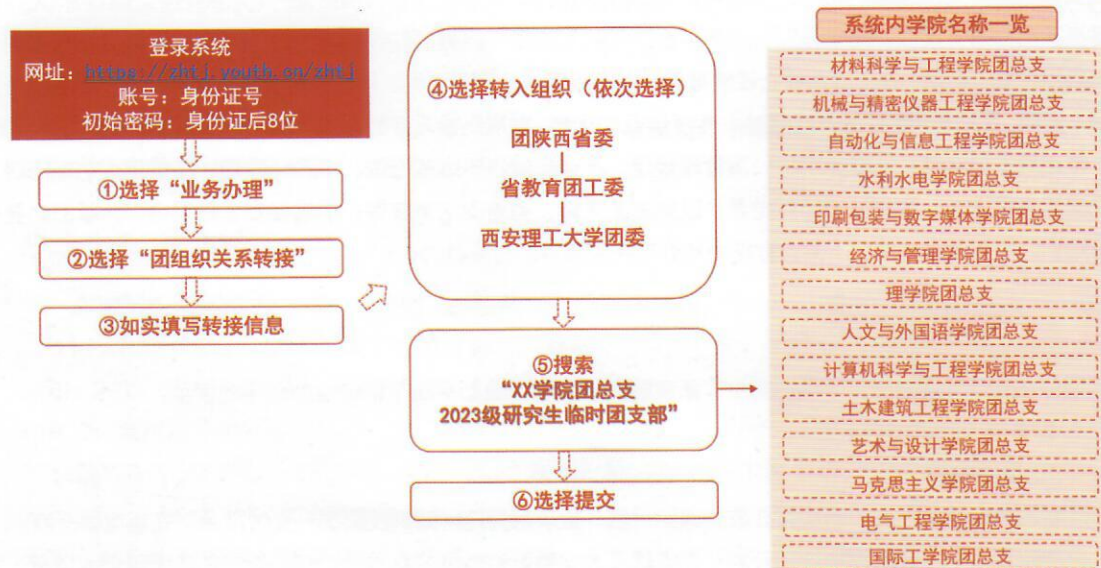 登录系统
网址：https://zhtj.youth.cn/zhtj
账号：身份证号
初始密码：身份证后8位
①选择“业务办理”
②选择“团组织关系转接”
③如实填写转接信息
④选择转入组织（依次选择）
团陕西省委
省教育团工委
西安理工大学团委
⑤搜索
“XX学院团总支
2023级研究生临时团支部”
⑥选择提交
系统内学院名称一览
材料科学与工程学院团总支
机械与精密仪器工程学院团总支
自动化与信息工程学院团总支
水利水电学院团总支
印刷包装与数字媒体学院团总支
经济与管理学院团总支
理学院团总支
人文与外国语学院团总支
计算机科学与工程学院团总支
土木建筑工程学院团总支
艺术与设计学院团总支
马克思主义学院团总支
电气工程学院团总支
国际工学院团总支